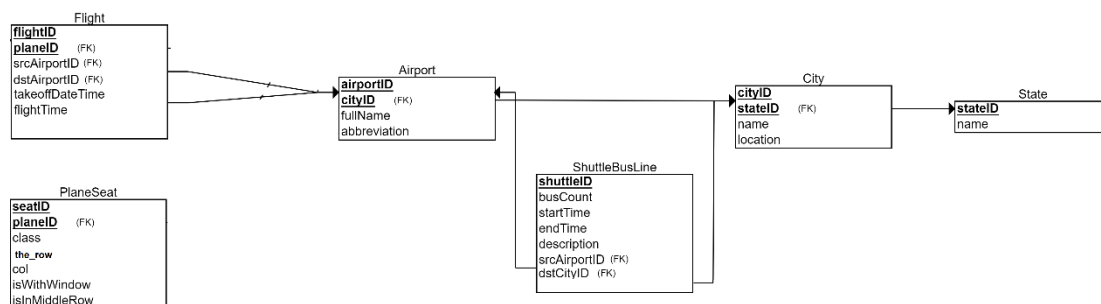 Flight
flightID
planeID (FK)
srcAirportID (FK)
dstAirportID (FK)
takeoffDateTime
flightTime
Airport
airportID
cityID (FK)
fullName
abbreviation
City
cityID
stateID (FK)
name
location
State
stateID
name
ShuttleBusLine
shuttleID
busCount
startTime
endTime
description
srcAirportID (FK)
dstCityID (FK)
PlaneSeat
seatID
planeID (FK)
class
the_row
col
isWithWindow
isInMiddleRow